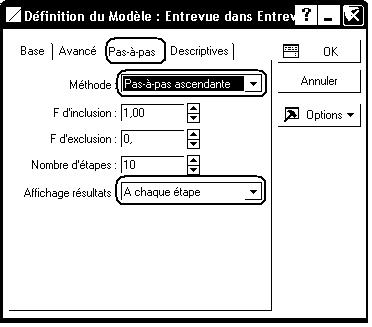 Définition du Modèle : Entrevue dans Entrev
Base Avancé Pas-à-pas Descriptives
OK
Méthode : Pas-à-pas ascendante
Annuler
F d'inclusion : 1,00
Options
F d'exclusion : 0,
Nombre d'étapes : 10
Affichage résultats : A chaque étape